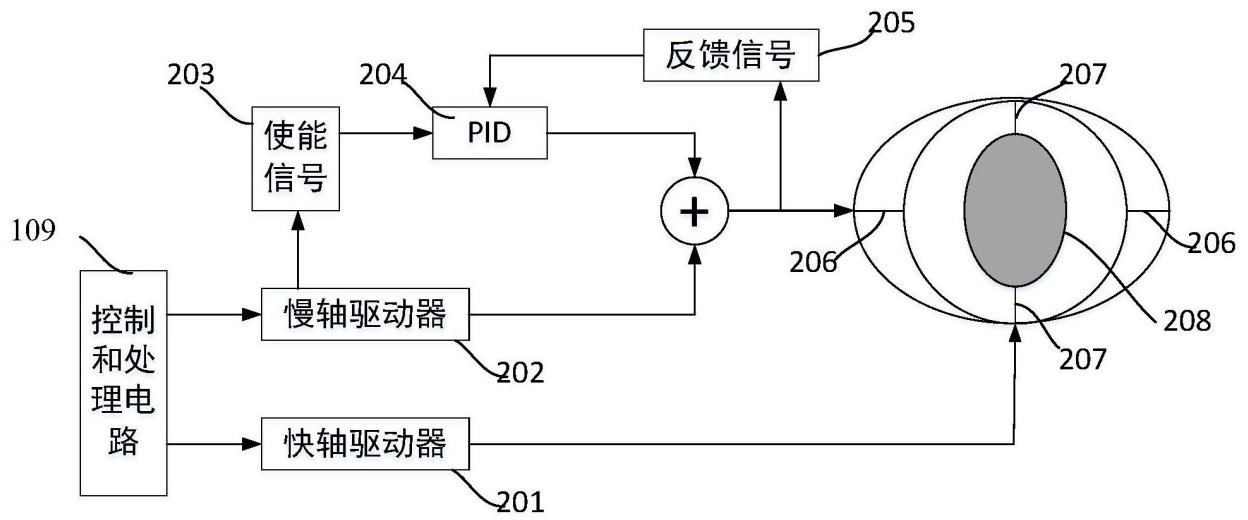 205
反馈信号
207
203
204
使能
信号
PID
+
109
206
206
控制
和处
理电
路
慢轴驱动器
208
202
207
快轴驱动器
201